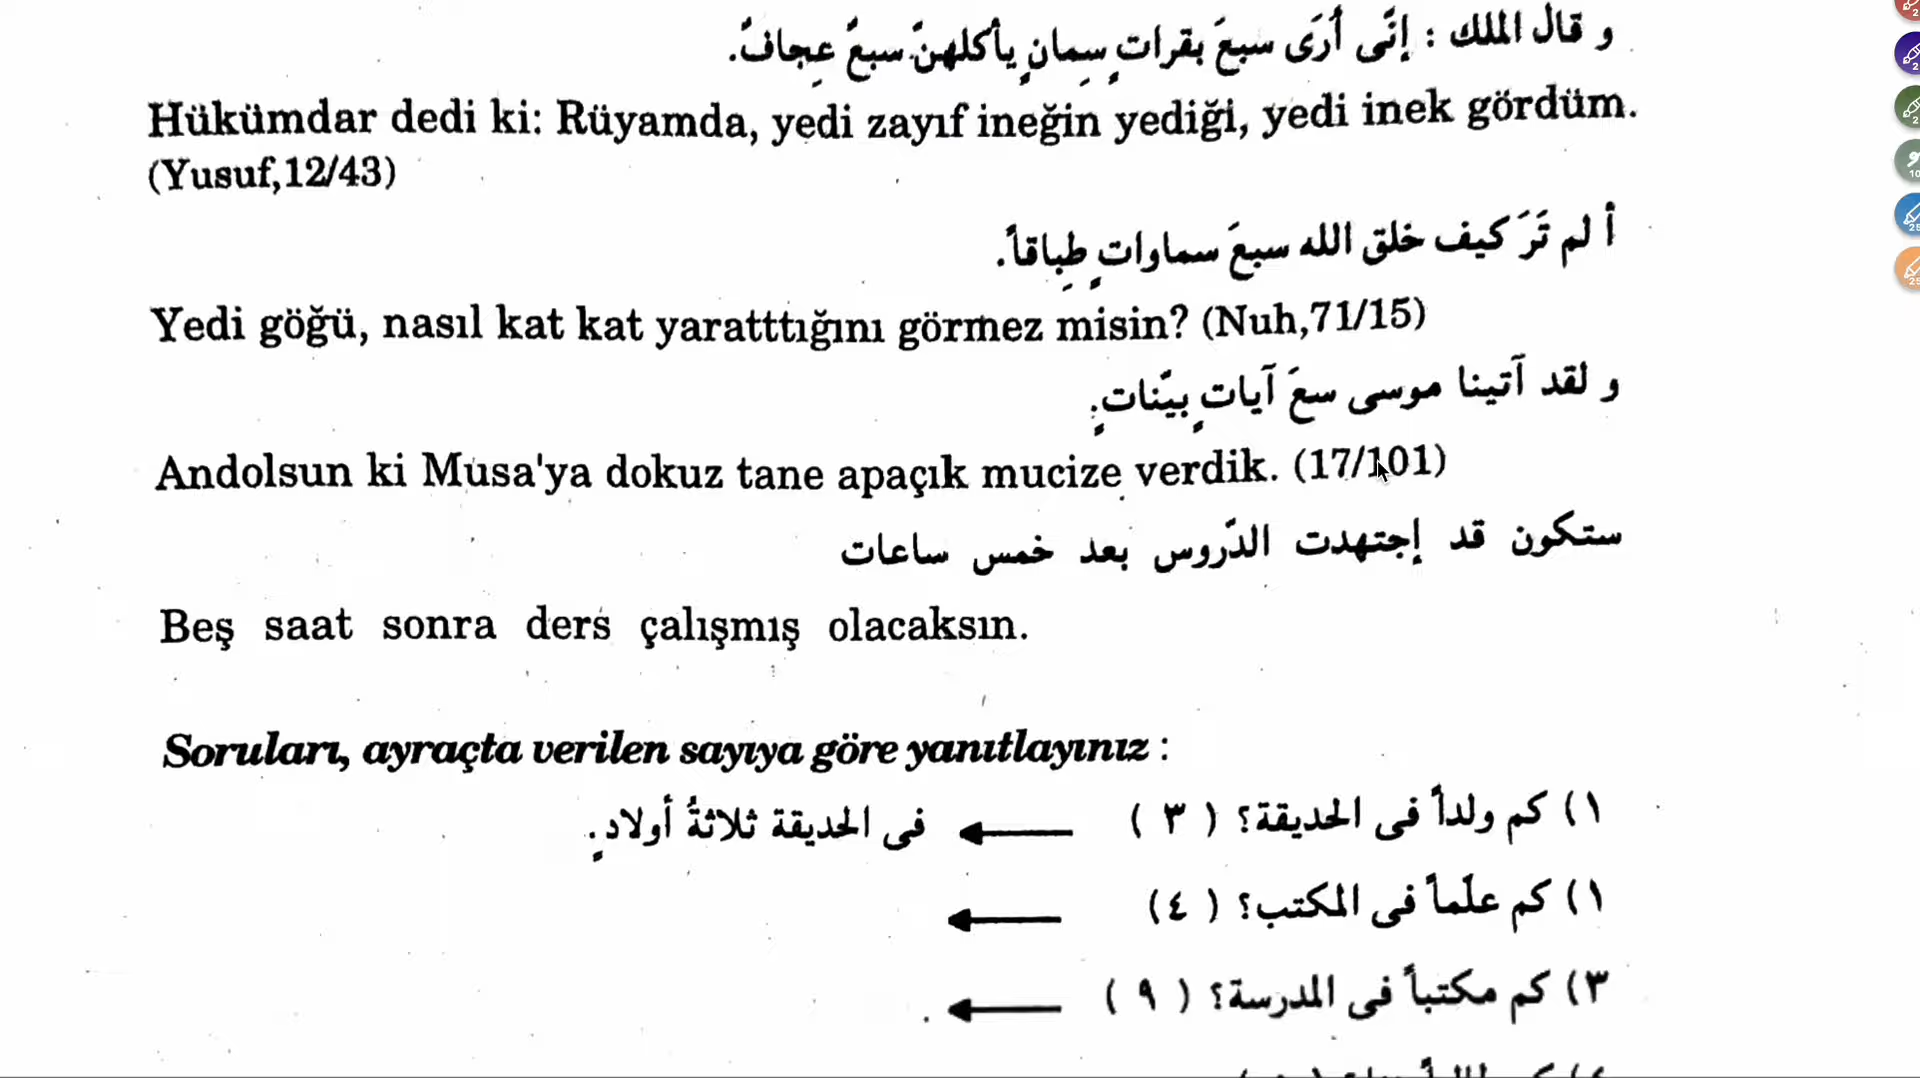 و قال الملك : إنَّى أَرَى سبعَ بقراتٍ سِمانٍ يأكلهنّ سبعٌ عِجافٌ.
Hükümdar dedi ki: Rüyamda, yedi zayıf ineğin yediği, yedi inek gördüm.
(Yusuf,12/43)
أ لم تَرَ كيف خلق الله سبعَ سماواتٍ طِباقاً.
Yedi göğü, nasıl kat kat yaratttığını görmez misin? (Nuh,71/15)
و لقد آتينا موسى سعَ آياتٍ بيّناتٍ.
Andolsun ki Musa'ya dokuz tane apaçık mucize verdik. (17/101)
ستكون قد إجتهدت الدّروس بعد خمس ساعات
Beş saat sonra ders çalışmış olacaksın.
Soruları, ayraçta verilen sayıya göre yanıtlayınız :
١) كم ولداً فى الحديقة؟ ( ٣ ) ← فى الحديقة ثلاثةُ أولادٍ.
١) كم علّماً فى المكتب؟ ( ٤ ) ←
٣) كم مكتباً فى المدرسة؟ ( ٩ ) ← .